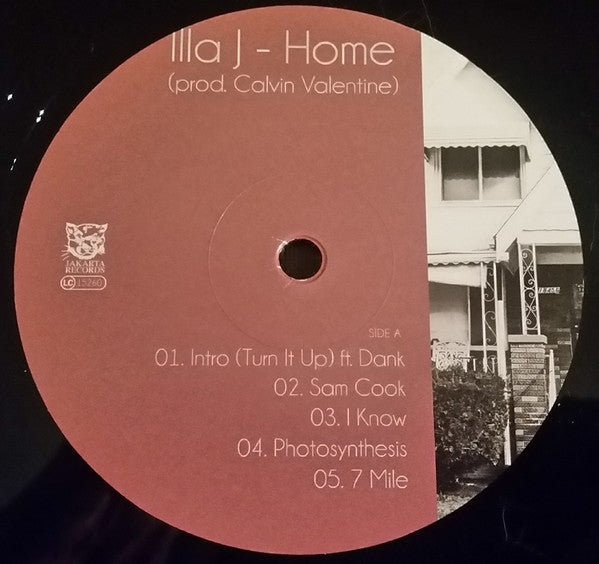 Illa J - Home
(prod. Calvin Valentine)
JAKARTA
RECORDS
LC 15260
SIDE A
01. Intro (Turn It Up) ft. Dank
02. Sam Cook
03. I Know
04. Photosynthesis
05. 7 Mile